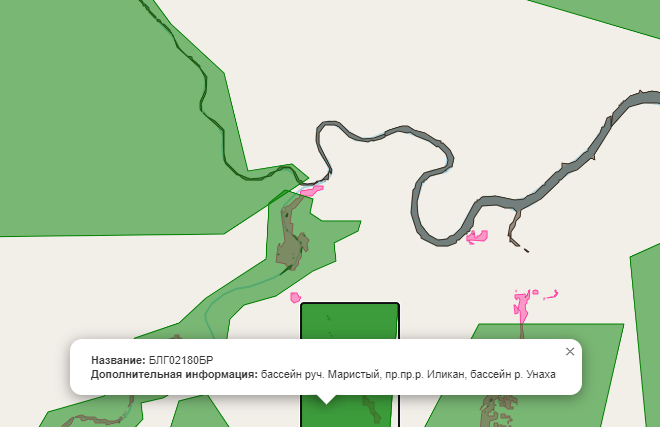 Название: БЛГ02180БР
Дополнительная информация: бассейн руч. Маристый, пр.пр.р. Иликан, бассейн р. Унаха